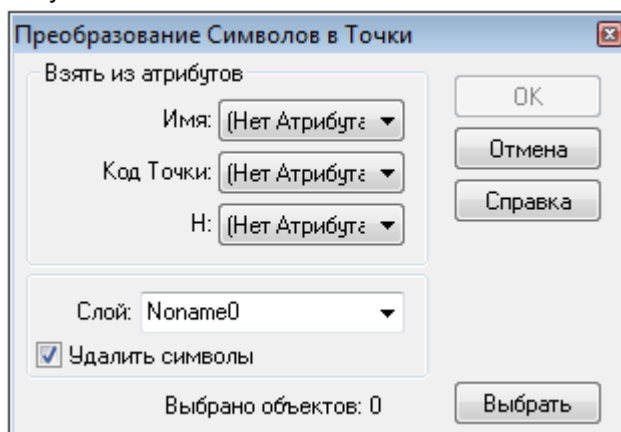 Преобразование Символов в Точки
Взять из атрибутов
Имя: (Нет Атрибута
Код Точки: (Нет Атрибута
H: (Нет Атрибута
OK
Отмена
Справка
Слой: Noname0
Удалить символы
Выбрано объектов: 0
Выбрать